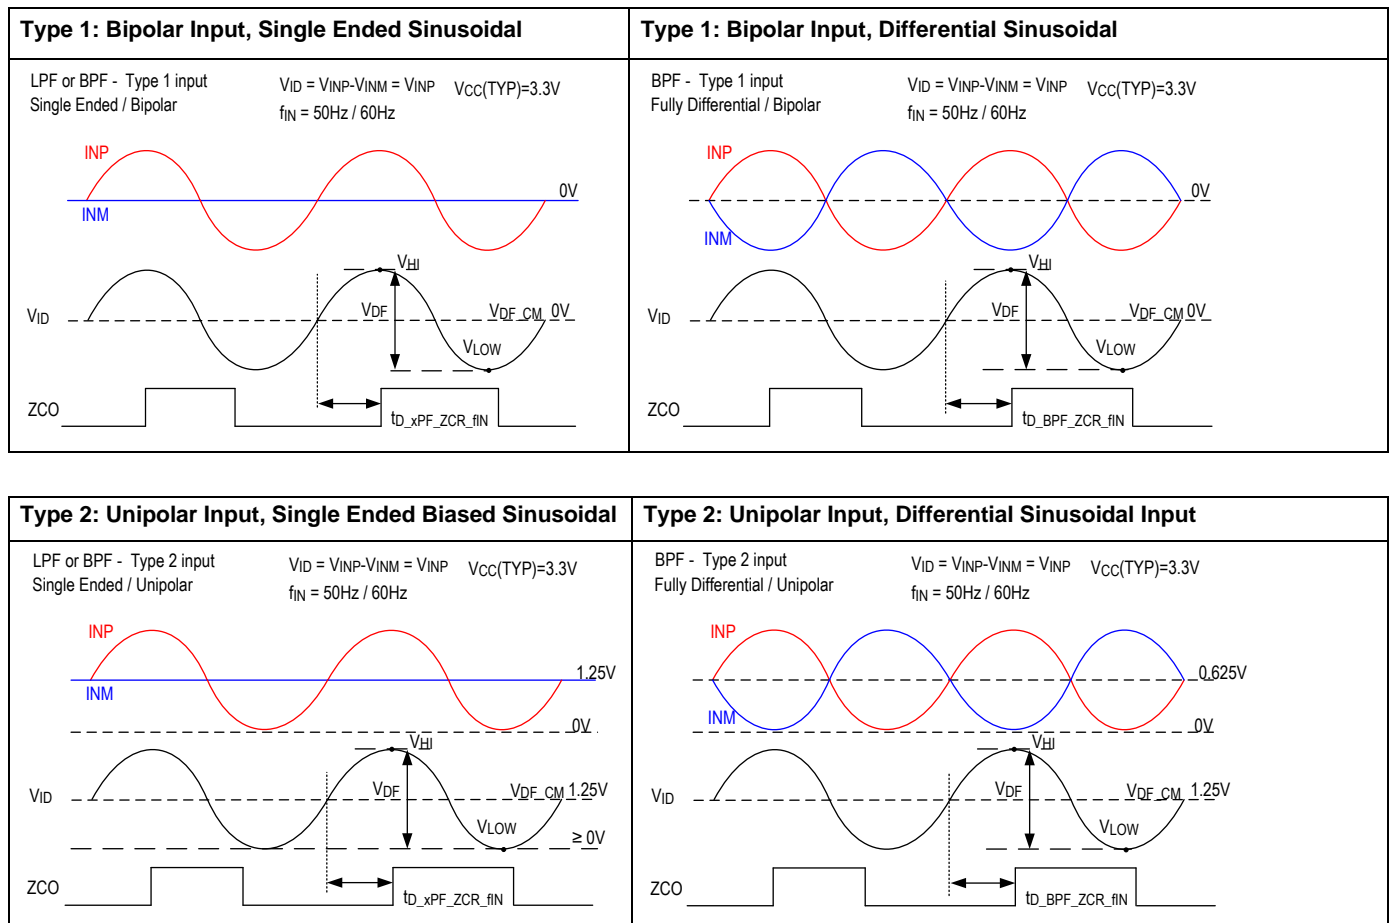 Type 1: Bipolar Input, Single Ended Sinusoidal
LPF or BPF - Type 1 input
Single Ended / Bipolar
VID = VINP-VINM = VINP
fIN = 50Hz / 60Hz
VCC(TYP)=3.3V
INP
0V
INM
VHI
VID
VDF
VDF_CM 0V
VLOW
ZCO
tD_xPF_ZCR_fIN
Type 1: Bipolar Input, Differential Sinusoidal
BPF - Type 1 input
Fully Differential / Bipolar
VID = VINP-VINM = VINP
fIN = 50Hz / 60Hz
VCC(TYP)=3.3V
INP
0V
INM
VHI
VID
VDF
VDF_CM 0V
VLOW
ZCO
tD_BPF_ZCR_fIN
Type 2: Unipolar Input, Single Ended Biased Sinusoidal
LPF or BPF - Type 2 input
Single Ended / Unipolar
VID = VINP-VINM = VINP
fIN = 50Hz / 60Hz
VCC(TYP)=3.3V
INP
1.25V
INM
0V
VHI
VID
VDF
VDF_CM 1.25V
VLOW
≥ 0V
ZCO
tD_xPF_ZCR_fIN
Type 2: Unipolar Input, Differential Sinusoidal Input
BPF - Type 2 input
Fully Differential / Unipolar
VID = VINP-VINM = VINP
fIN = 50Hz / 60Hz
VCC(TYP)=3.3V
INP
0.625V
INM
0V
VHI
VID
VDF
VDF_CM 1.25V
VLOW
ZCO
tD_BPF_ZCR_fIN